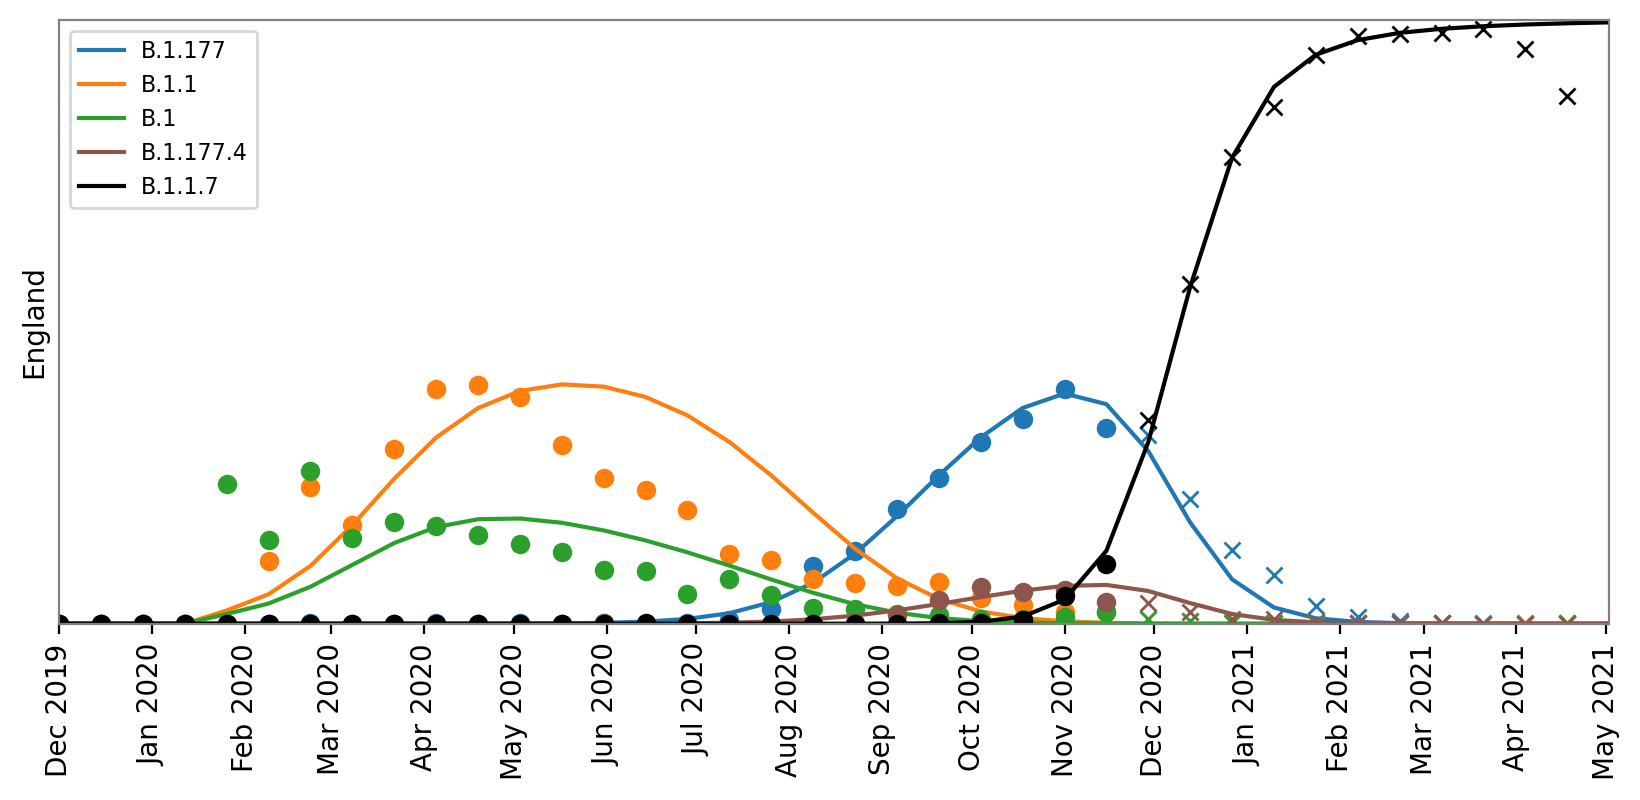 B.1.177
B.1.1
B.1
B.1.177.4
B.1.1.7
England
Dec 2019
Jan 2020
Feb 2020
Mar 2020
Apr 2020
May 2020
Jun 2020
Jul 2020
Aug 2020
Sep 2020
Oct 2020
Nov 2020
Dec 2020
Jan 2021
Feb 2021
Mar 2021
Apr 2021
May 2021